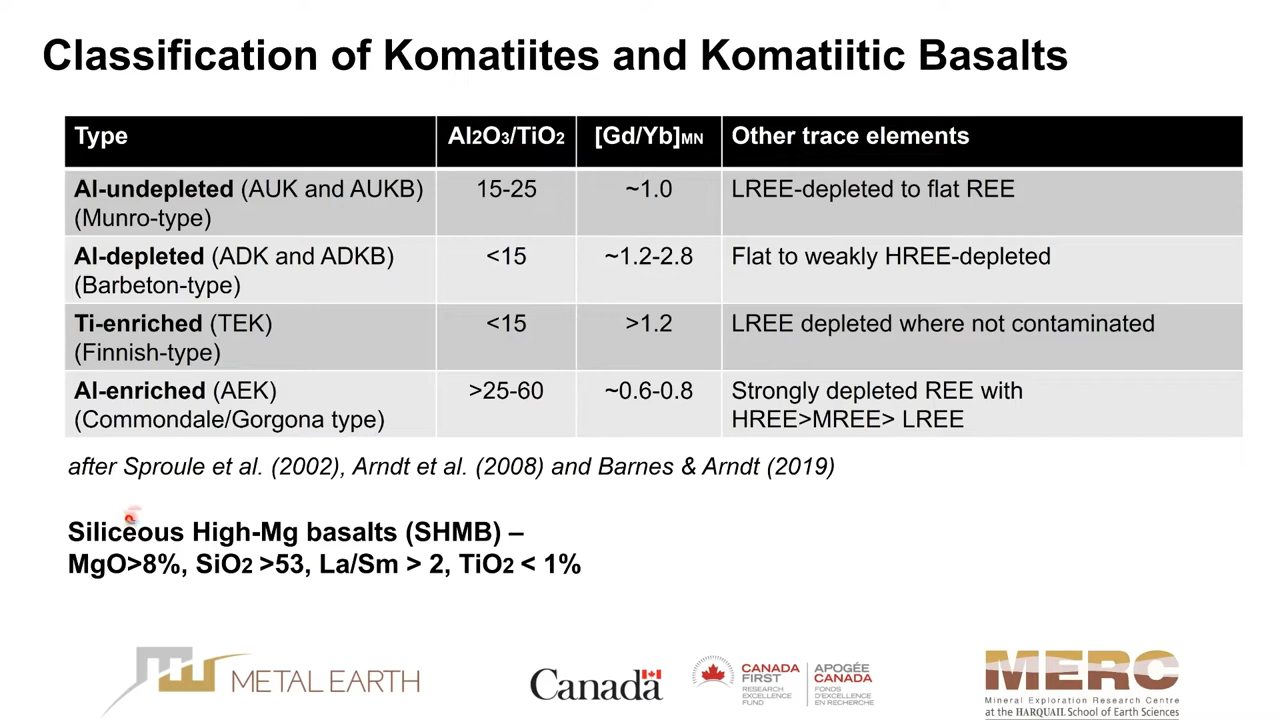 Classification of Komatiites and Komatiitic Basalts
Type Al2O3/TiO2 [Gd/Yb]MN Other trace elements
Al-undepleted (AUK and AUKB) 15-25 ~1.0 LREE-depleted to flat REE
(Munro-type)
Al-depleted (ADK and ADKB) <15 ~1.2-2.8 Flat to weakly HREE-depleted
(Barbeton-type)
Ti-enriched (TEK) <15 >1.2 LREE depleted where not contaminated
(Finnish-type)
Al-enriched (AEK) >25-60 ~0.6-0.8 Strongly depleted REE with
(Commondale/Gorgona type) HREE>MREE> LREE
after Sproule et al. (2002), Arndt et al. (2008) and Barnes & Arndt (2019)
Siliceous High-Mg basalts (SHMB) –
MgO>8%, SiO2 >53, La/Sm > 2, TiO2 < 1%
METAL EARTH
Canada
CANADA
FIRST
RESEARCH
EXCELLENCE
FUND
APOGÉE
CANADA
FONDS
D'EXCELLENCE
EN RECHERCHE
MERC
Mineral Exploration Research Centre
at the HARQUAIL School of Earth Sciences